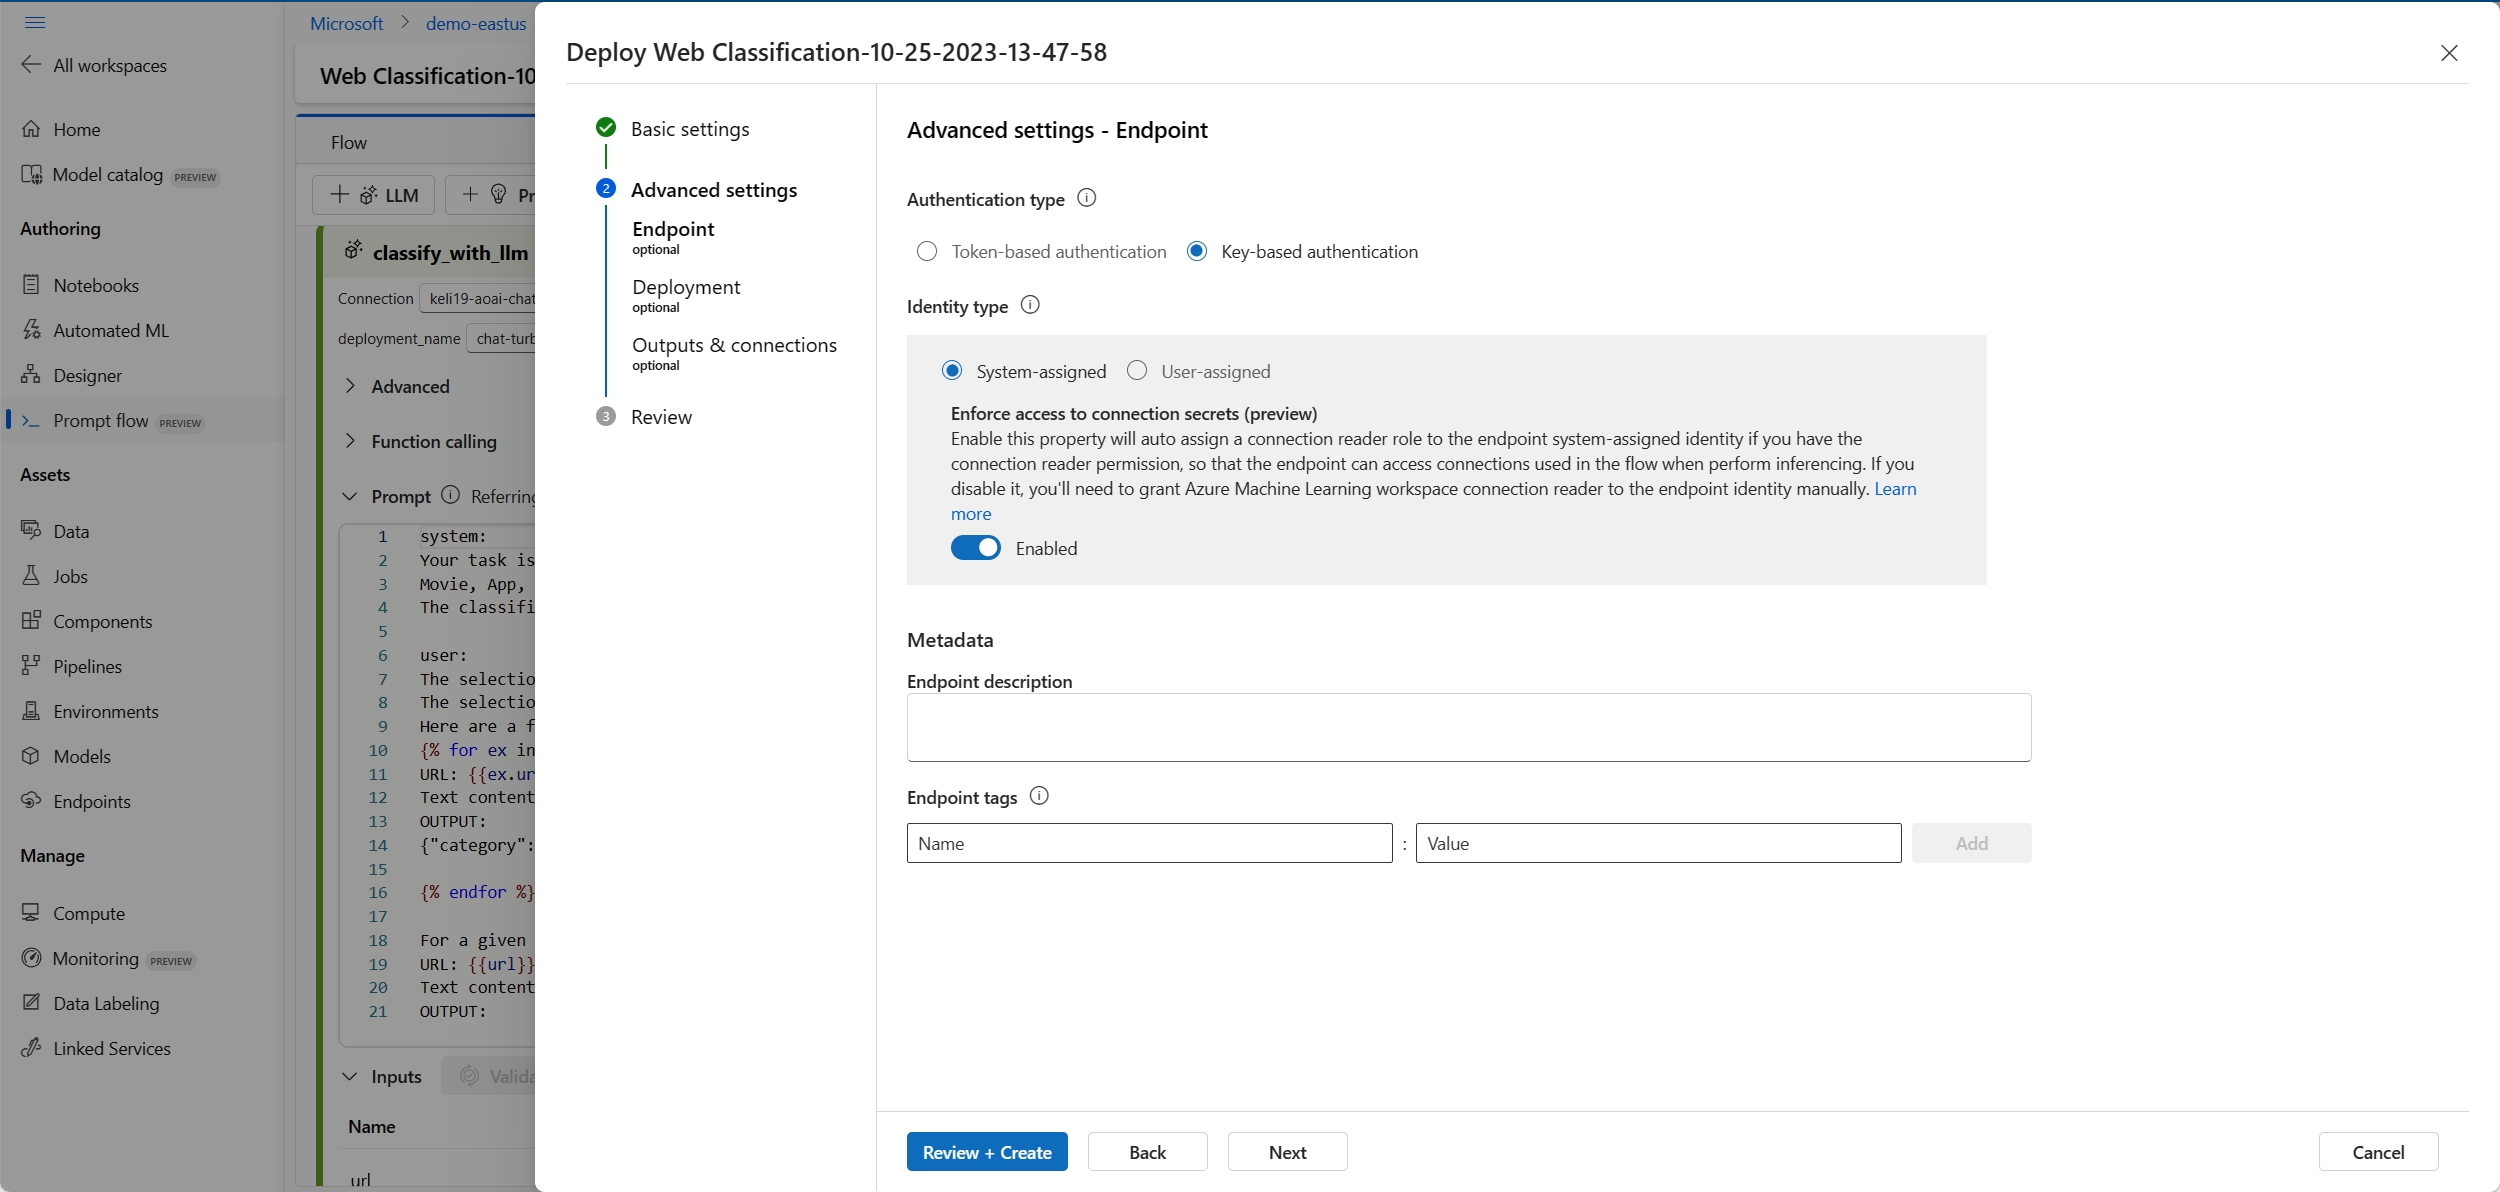 Microsoft > demo-eastus
All workspaces
Home
Model catalog PREVIEW
Authoring
Notebooks
Automated ML
Designer
Prompt flow PREVIEW
Assets
Data
Jobs
Components
Pipelines
Environments
Models
Endpoints
Manage
Compute
Monitoring PREVIEW
Data Labeling
Linked Services
Web Classification-10
Flow
LLM
classify_with_llm
Connection keli19-aoai-chat
deployment_name
Advanced
Function calling
Prompt
1 system:
2 Your task is
3 Movie, App,
4 The
5
6 user:
7 The
8 The
9 Here are a
10 {% for ex in
11 URL:
12 Text content
13 OUTPUT:
14 {"category":
15
16 {% endfor %}
17
18 For a given
19 URL: {{url}}
20 Text content
21 OUTPUT:
Inputs
Name
url
Deploy Web Classification-10-25-2023-13-47-58
Basic settings
2 Advanced settings
Endpoint
optional
Deployment
optional
Outputs & connections
optional
3 Review
Advanced settings - Endpoint
Authentication type
Token-based authentication Key-based authentication
Identity type
System-assigned User-assigned
Enforce access to connection secrets (preview)
Enable this property will auto assign a connection reader role to the endpoint system-assigned identity if you have the
connection reader permission, so that the endpoint can access connections used in the flow when perform inferencing. If you
disable it, you'll need to grant Azure Machine Learning workspace connection reader to the endpoint identity manually. Learn
more
Enabled
Metadata
Endpoint description
Endpoint tags
Name : Value Add
Review + Create Back Next Cancel